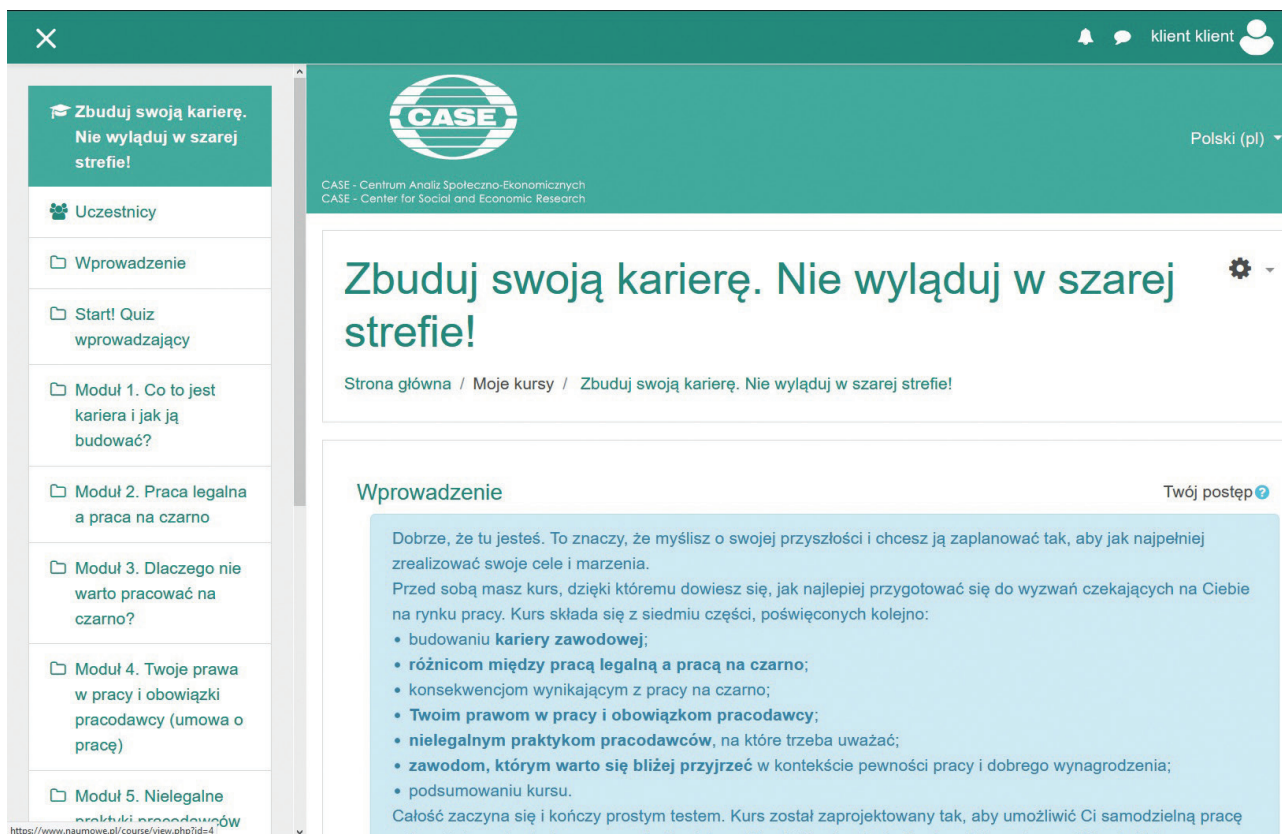 klient klient
Zbuduj swoją karierę.
Nie wyląduj w szarej
strefie!
Uczestnicy
Wprowadzenie
Start! Quiz
wprowadzający
Moduł 1. Co to jest
kariera i jak ją
budować?
Moduł 2. Praca legalna
a praca na czarno
Moduł 3. Dlaczego nie
warto pracować na
czarno?
Moduł 4. Twoje prawa
w pracy i obowiązki
pracodawcy (umowa o
pracę)
Moduł 5. Nielegalne
praktyki pracodawców
https://www.naumowe.pl/course/view.php?id=4
CASE
CASE - Centrum Analiz Społeczno-Ekonomicznych
CASE - Center for Social and Economic Research
Polski (pl)
Zbuduj swoją karierę. Nie wyląduj w szarej
strefie!
Strona główna / Moje kursy / Zbuduj swoją karierę. Nie wyląduj w szarej strefie!
Wprowadzenie
Twój postęp
Dobrze, że tu jesteś. To znaczy, że myślisz o swojej przyszłości i chcesz ją zaplanować tak, aby jak najpełniej
zrealizować swoje cele i marzenia.
Przed sobą masz kurs, dzięki któremu dowiesz się, jak najlepiej przygotować się do wyzwań czekających na Ciebie
na rynku pracy. Kurs składa się z siedmiu części, poświęconych kolejno:
• budowaniu kariery zawodowej;
• różnicom między pracą legalną a pracą na czarno;
• konsekwencjom wynikającym z pracy na czarno;
• Twoim prawom w pracy i obowiązkom pracodawcy;
• nielegalnym praktykom pracodawców, na które trzeba uważać;
• zawodom, którym warto się bliżej przyjrzeć w kontekście pewności pracy i dobrego wynagrodzenia;
• podsumowaniu kursu.
Całość zaczyna się i kończy prostym testem. Kurs został zaprojektowany tak, aby umożliwić Ci samodzielną pracę